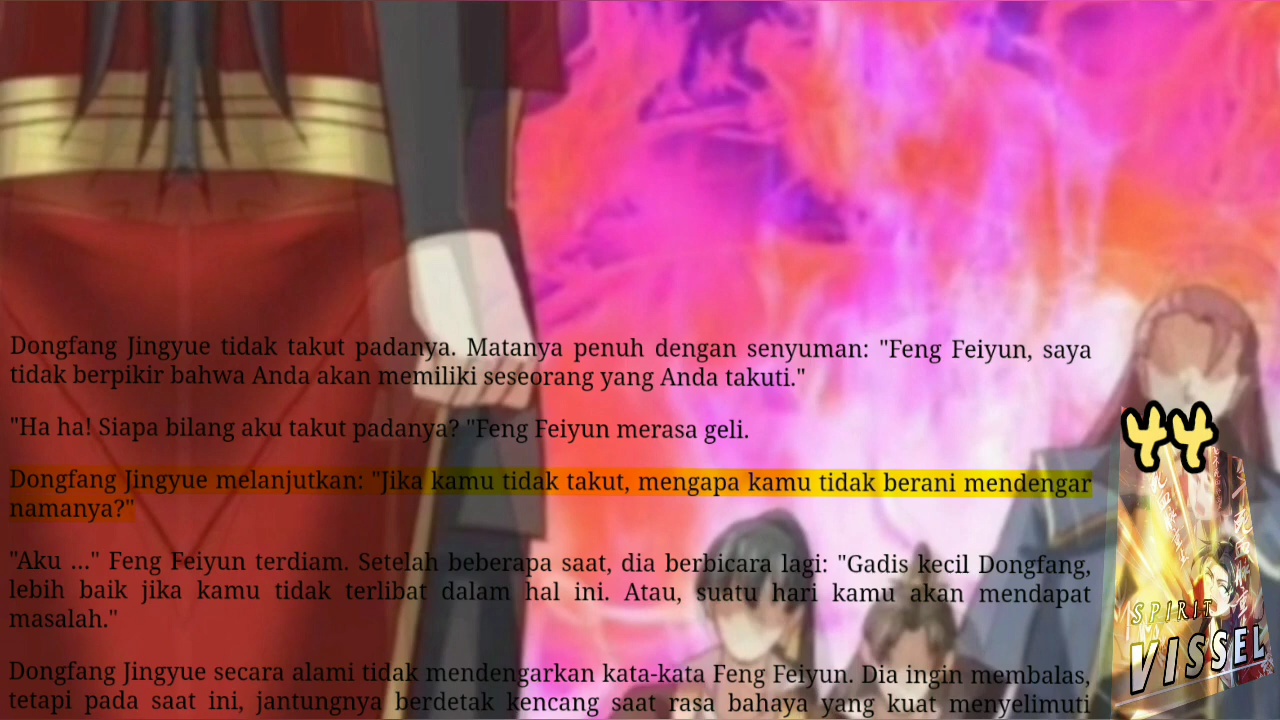 Dongfang Jingyue tidak takut padanya. Matanya penuh dengan senyuman: "Feng Feiyun, saya
tidak berpikir bahwa Anda akan memiliki seseorang yang Anda takuti."
"Ha ha! Siapa bilang aku takut padanya? "Feng Feiyun merasa geli.
Dongfang Jingyue melanjutkan: "Jika kamu tidak takut, mengapa kamu tidak berani mendengar
namanya?"
"Aku ..." Feng Feiyun terdiam. Setelah beberapa saat, dia berbicara lagi: "Gadis kecil Dongfang,
lebih baik jika kamu tidak terlibat dalam hal ini. Atau, suatu hari kamu akan mendapat
masalah."
Dongfang Jingyue secara alami tidak mendengarkan kata-kata Feng Feiyun. Dia ingin membalas,
tetapi pada saat ini, jantungnya berdetak kencang saat rasa bahaya yang kuat menyelimuti
44
SPIRIT
VISSEL